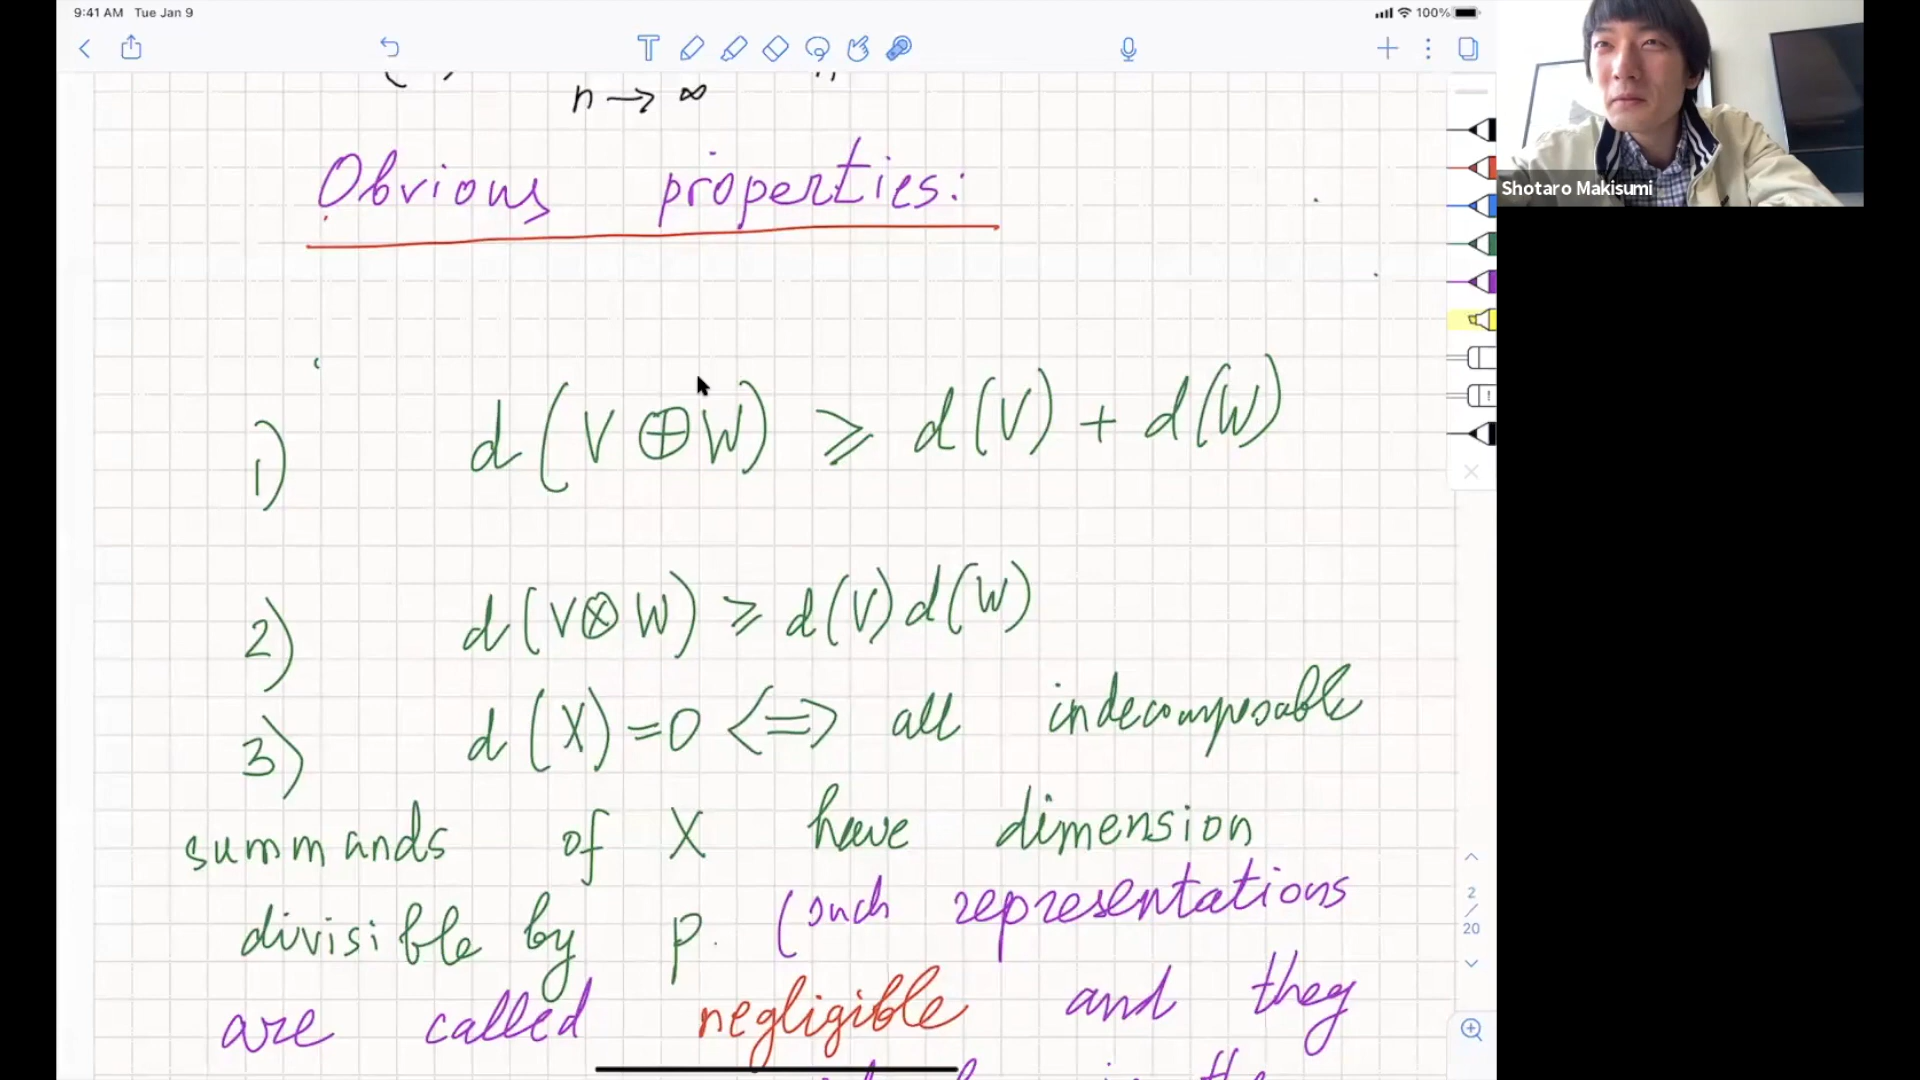 9:41 AM Tue Jan 9
100%
n → ∞
Obvious properties:
Shotaro Makisumi
1) d(V ⊕ W) ⩾ d(V) + d(W)
2) d(V ⊗ W) ⩾ d(V) d(W)
3) d(X) = 0 <=> all indecomposable
summands of X have dimension
divisible by p. (such representations
are called negligible and they
2
/
20